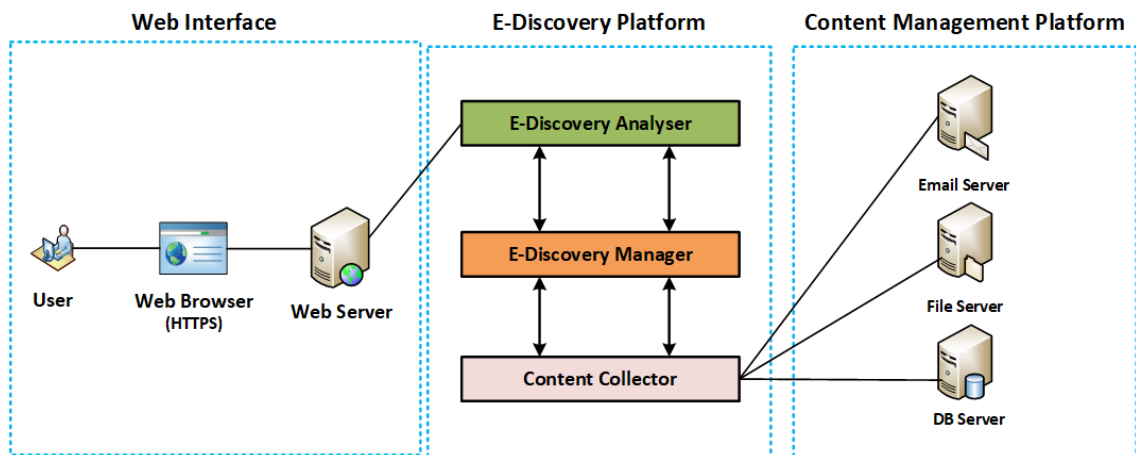 Web Interface
E-Discovery Platform
Content Management Platform
E-Discovery Analyser
Email Server
E-Discovery Manager
User
Web Browser
(HTTPS)
Web Server
File Server
Content Collector
DB Server